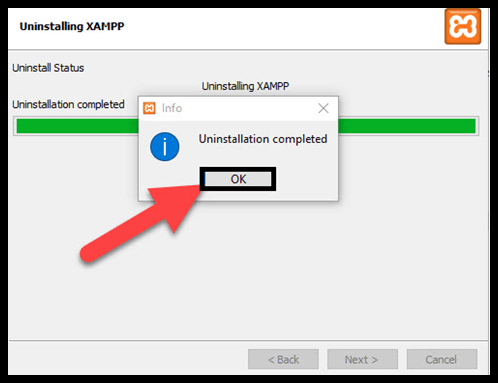 Uninstalling XAMPP
Uninstall Status
Uninstalling XAMPP
Uninstallation completed
Info
Uninstallation completed
OK
< Back
Next >
Cancel